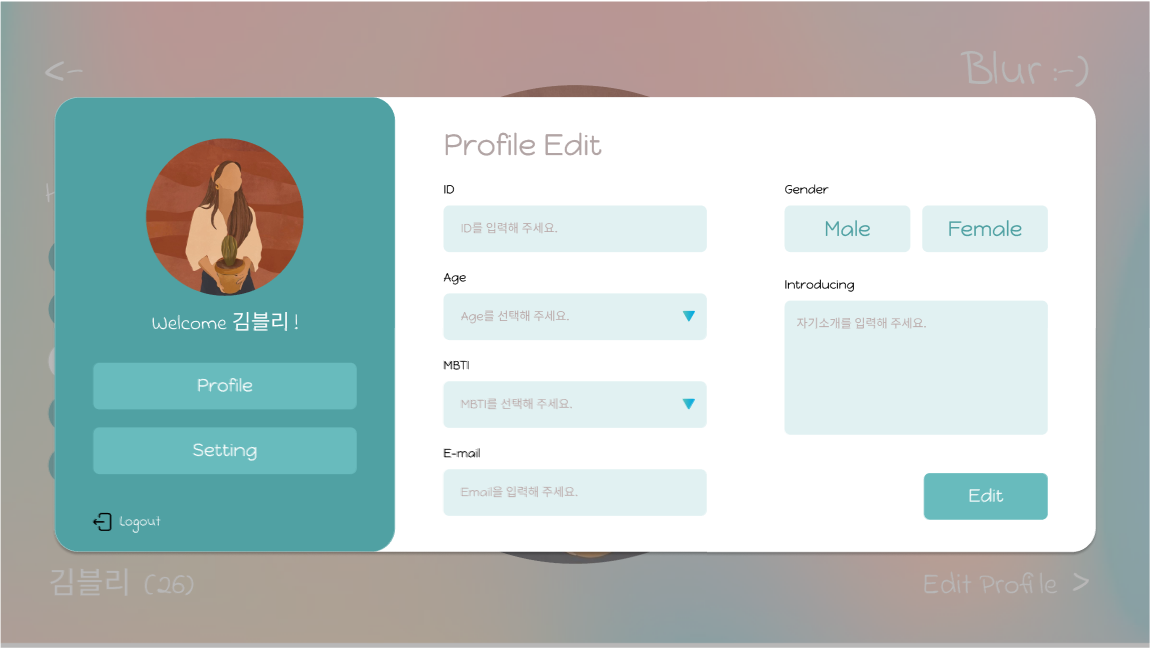 <-
Blur :-)
Welcome 김블리 !
Profile
Setting
Logout
Profile Edit
ID
ID를 입력해 주세요.
Age
Age를 선택해 주세요.
MBTI
MBTI를 선택해 주세요.
E-mail
Email을 입력해 주세요.
Gender
Male Female
Introducing
자기소개를 입력해 주세요.
Edit
김블리 (26)
Edit Profile >